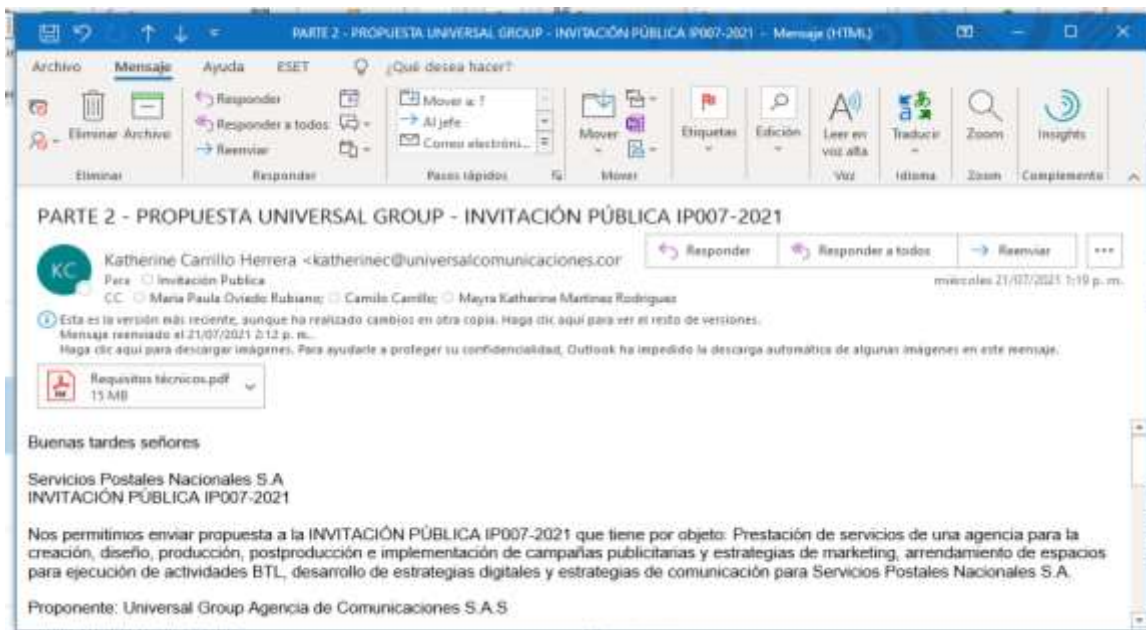 PARTE 2 - PROPUESTA UNIVERSAL GROUP - INVITACIÓN PÚBLICA IP007-2021 - Mensaje (HTML)
Archivo Mensaje Ayuda ESET ¿Qué desea hacer?
Eliminar Archivo
Responder
Responder a todos
Reenviar
Mover a: ?
Al jefe
Correo electróni...
Mover
Etiquetas
Edición
Leer en
voz alta
Traducir
Zoom
Insights
Eliminar Responder Pasos rápidos Mover Voz Idioma Zoom Complemento
PARTE 2 - PROPUESTA UNIVERSAL GROUP - INVITACIÓN PÚBLICA IP007-2021
KC
Katherine Carrillo Herrera <katherinec@universalcomunicaciones.cor
Responder Responder a todos Reenviar
Para Invitación Publica
miércoles 21/07/2021 1:19 p. m.
CC Maria Paula Oviedo Rubiano; Camilo Carrillo; Mayra Katherine Martinez Rodriguez
Esta es la versión más reciente, aunque ha realizado cambios en otra copia. Haga clic aquí para ver el resto de versiones.
Mensaje reenviado el 21/07/2021 2:12 p. m..
Haga clic aquí para descargar imágenes. Para ayudarle a proteger su confidencialidad, Outlook ha impedido la descarga automática de algunas imágenes en este mensaje.
Requisitos técnicos.pdf
15 MB
Buenas tardes señores
Servicios Postales Nacionales S.A
INVITACIÓN PÚBLICA IP007-2021
Nos permitimos enviar propuesta a la INVITACIÓN PÚBLICA IP007-2021 que tiene por objeto: Prestación de servicios de una agencia para la
creación, diseño, producción, postproducción e implementación de campañas publicitarias y estrategias de marketing, arrendamiento de espacios
para ejecución de actividades BTL, desarrollo de estrategias digitales y estrategias de comunicación para Servicios Postales Nacionales S.A.
Proponente: Universal Group Agencia de Comunicaciones S.A.S